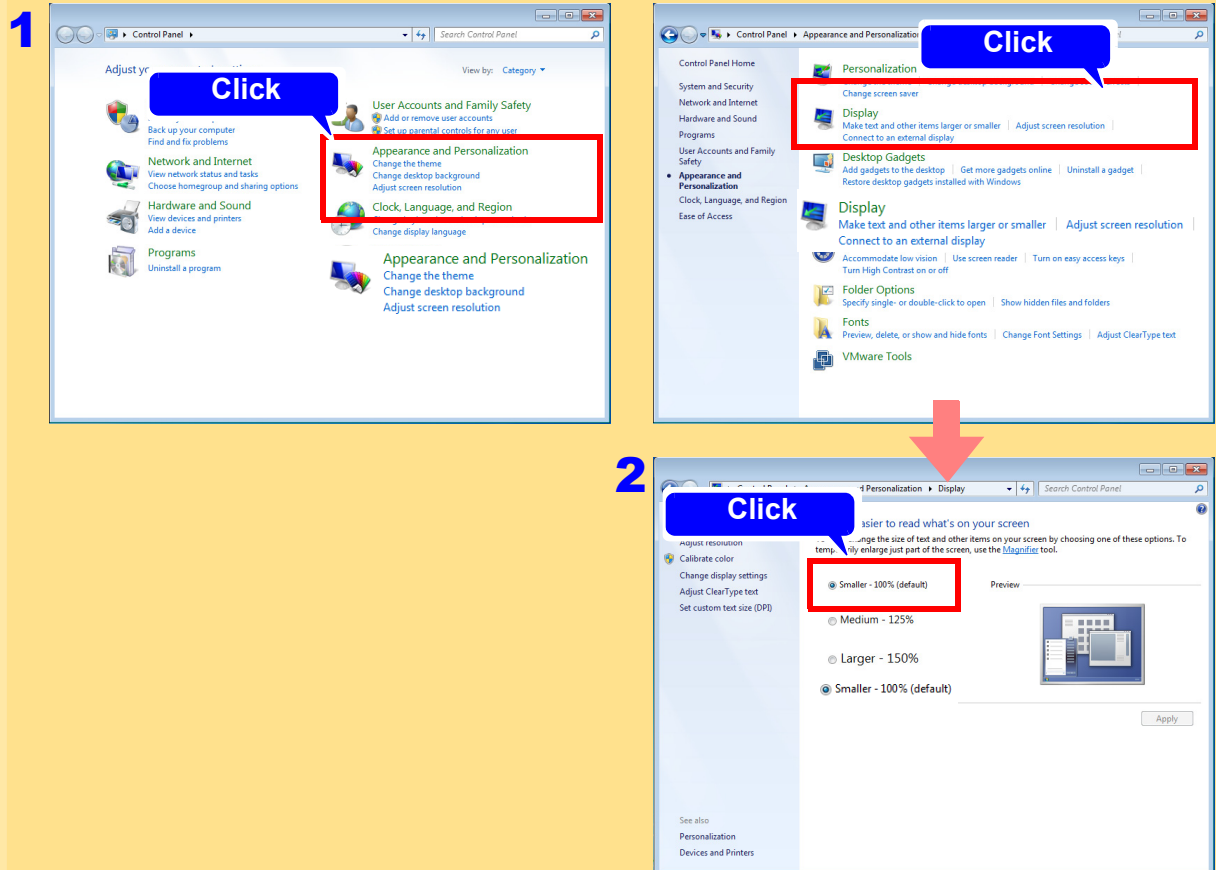 1
Control Panel
Search Control Panel
Click
View by: Category
Back up your computer
Find and fix problems
Network and Internet
View network status and tasks
Choose homegroup and sharing options
Hardware and Sound
View devices and printers
Add a device
Programs
Uninstall a program
User Accounts and Family Safety
Add or remove user accounts
Set up parental controls for any user
Appearance and Personalization
Change the theme
Change desktop background
Adjust screen resolution
Clock, Language, and Region
Change display language
Appearance and Personalization
Change the theme
Change desktop background
Adjust screen resolution
Control Panel Appearance and Personalization
Click
Control Panel Home
System and Security
Network and Internet
Hardware and Sound
Programs
User Accounts and Family
Safety
Appearance and
Personalization
Clock, Language, and Region
Ease of Access
Personalization
Change screen saver
Display
Make text and other items larger or smaller Adjust screen resolution
Connect to an external display
Desktop Gadgets
Add gadgets to the desktop Get more gadgets online Uninstall a gadget
Restore desktop gadgets installed with Windows
Display
Make text and other items larger or smaller Adjust screen resolution
Connect to an external display
Accommodate low vision Use screen reader Turn on easy access keys
Turn High Contrast on or off
Folder Options
Specify single- or double-click to open Show hidden files and folders
Fonts
Preview, delete, or show and hide fonts Change Font Settings Adjust ClearType text
VMware Tools
2
Personalization Display
Search Control Panel
Click
Adjust resolution
Calibrate color
Change display settings
Adjust ClearType text
Set custom text size (DPI)
to read what's on your screen
the size of text and other items on your screen by choosing one of these options. To
enlarge just part of the screen, use the Magnifier tool.
Smaller - 100% (default)
Preview
Medium - 125%
Larger - 150%
Smaller - 100% (default)
Apply
See also
Personalization
Devices and Printers